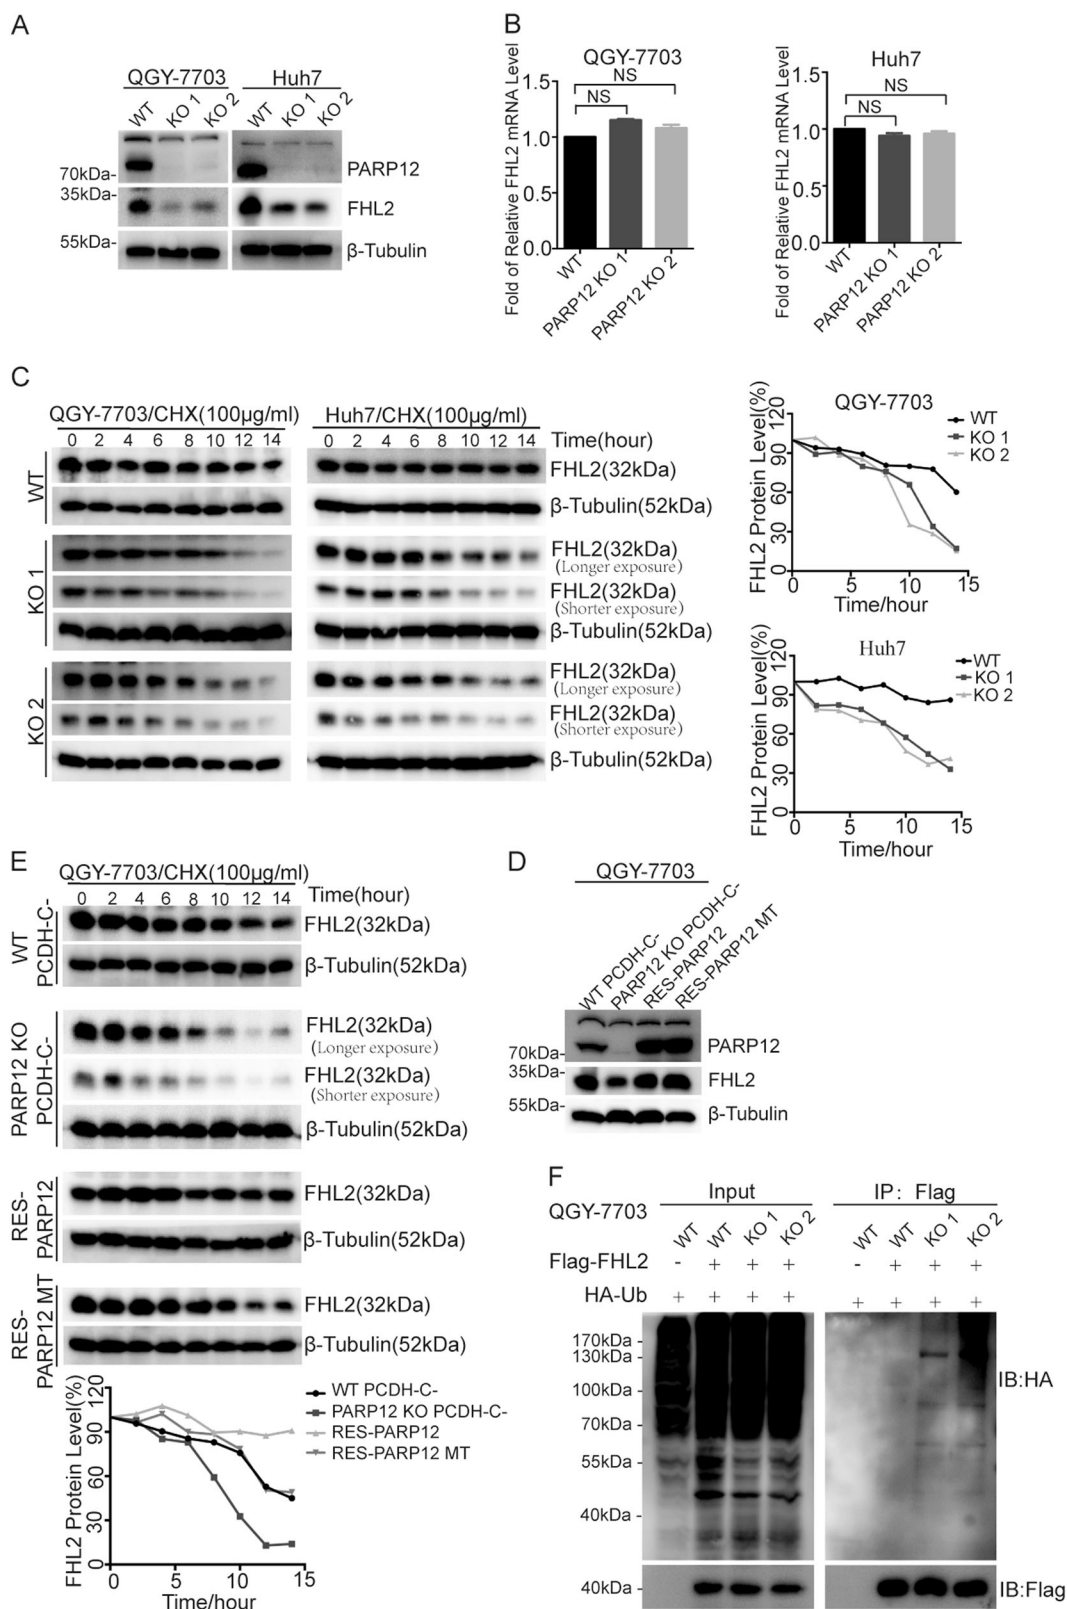 A
QGY-7703 Huh7
WT KO 1 KO 2 WT KO 1 KO 2
70kDa- PARP12
35kDa- FHL2
55kDa- β-Tubulin
B
QGY-7703
Fold of Relative FHL2 mRNA Level
1.5
1.0
0.5
0.0
NS
NS
WT
PARP12 KO 1
PARP12 KO 2
Huh7
Fold of Relative FHL2 mRNA Level
1.5
1.0
0.5
0.0
NS
NS
WT
PARP12 KO 1
PARP12 KO 2
C
QGY-7703/CHX(100μg/ml) Huh7/CHX(100μg/ml)
0 2 4 6 8 10 12 14 0 2 4 6 8 10 12 14 Time(hour)
WT
FHL2(32kDa)
β-Tubulin(52kDa)
KO 1
FHL2(32kDa)
(Longer exposure)
FHL2(32kDa)
(Shorter exposure)
β-Tubulin(52kDa)
KO 2
FHL2(32kDa)
(Longer exposure)
FHL2(32kDa)
(Shorter exposure)
β-Tubulin(52kDa)
QGY-7703
FHL2 Protein Level(%)
120
90
60
30
0
WT
KO 1
KO 2
0 5 10 15
Time/hour
Huh7
FHL2 Protein Level(%)
120
90
60
30
0
WT
KO 1
KO 2
0 5 10 15
Time/hour
E
QGY-7703/CHX(100μg/ml)
0 2 4 6 8 10 12 14 Time(hour)
WT
PCDH-C-
FHL2(32kDa)
β-Tubulin(52kDa)
PARP12 KO
PCDH-C-
FHL2(32kDa)
(Longer exposure)
FHL2(32kDa)
(Shorter exposure)
β-Tubulin(52kDa)
RES-
PARP12
FHL2(32kDa)
β-Tubulin(52kDa)
RES-
PARP12 MT
FHL2(32kDa)
β-Tubulin(52kDa)
FHL2 Protein Level(%)
120
90
60
30
0
WT PCDH-C-
PARP12 KO PCDH-C-
RES-PARP12
RES-PARP12 MT
0 5 10 15
Time/hour
D
QGY-7703
WT PCDH-C-
PARP12 KO PCDH-C-
RES-PARP12
RES-PARP12 MT
70kDa- PARP12
35kDa- FHL2
55kDa- β-Tubulin
F
Input IP: Flag
QGY-7703 WT WT KO 1 KO 2 WT WT KO 1 KO 2
Flag-FHL2 - + + + - + + +
HA-Ub + + + + + + + +
170kDa -
130kDa -
100kDa -
70kDa -
55kDa -
40kDa -
IB:HA
40kDa - IB:Flag